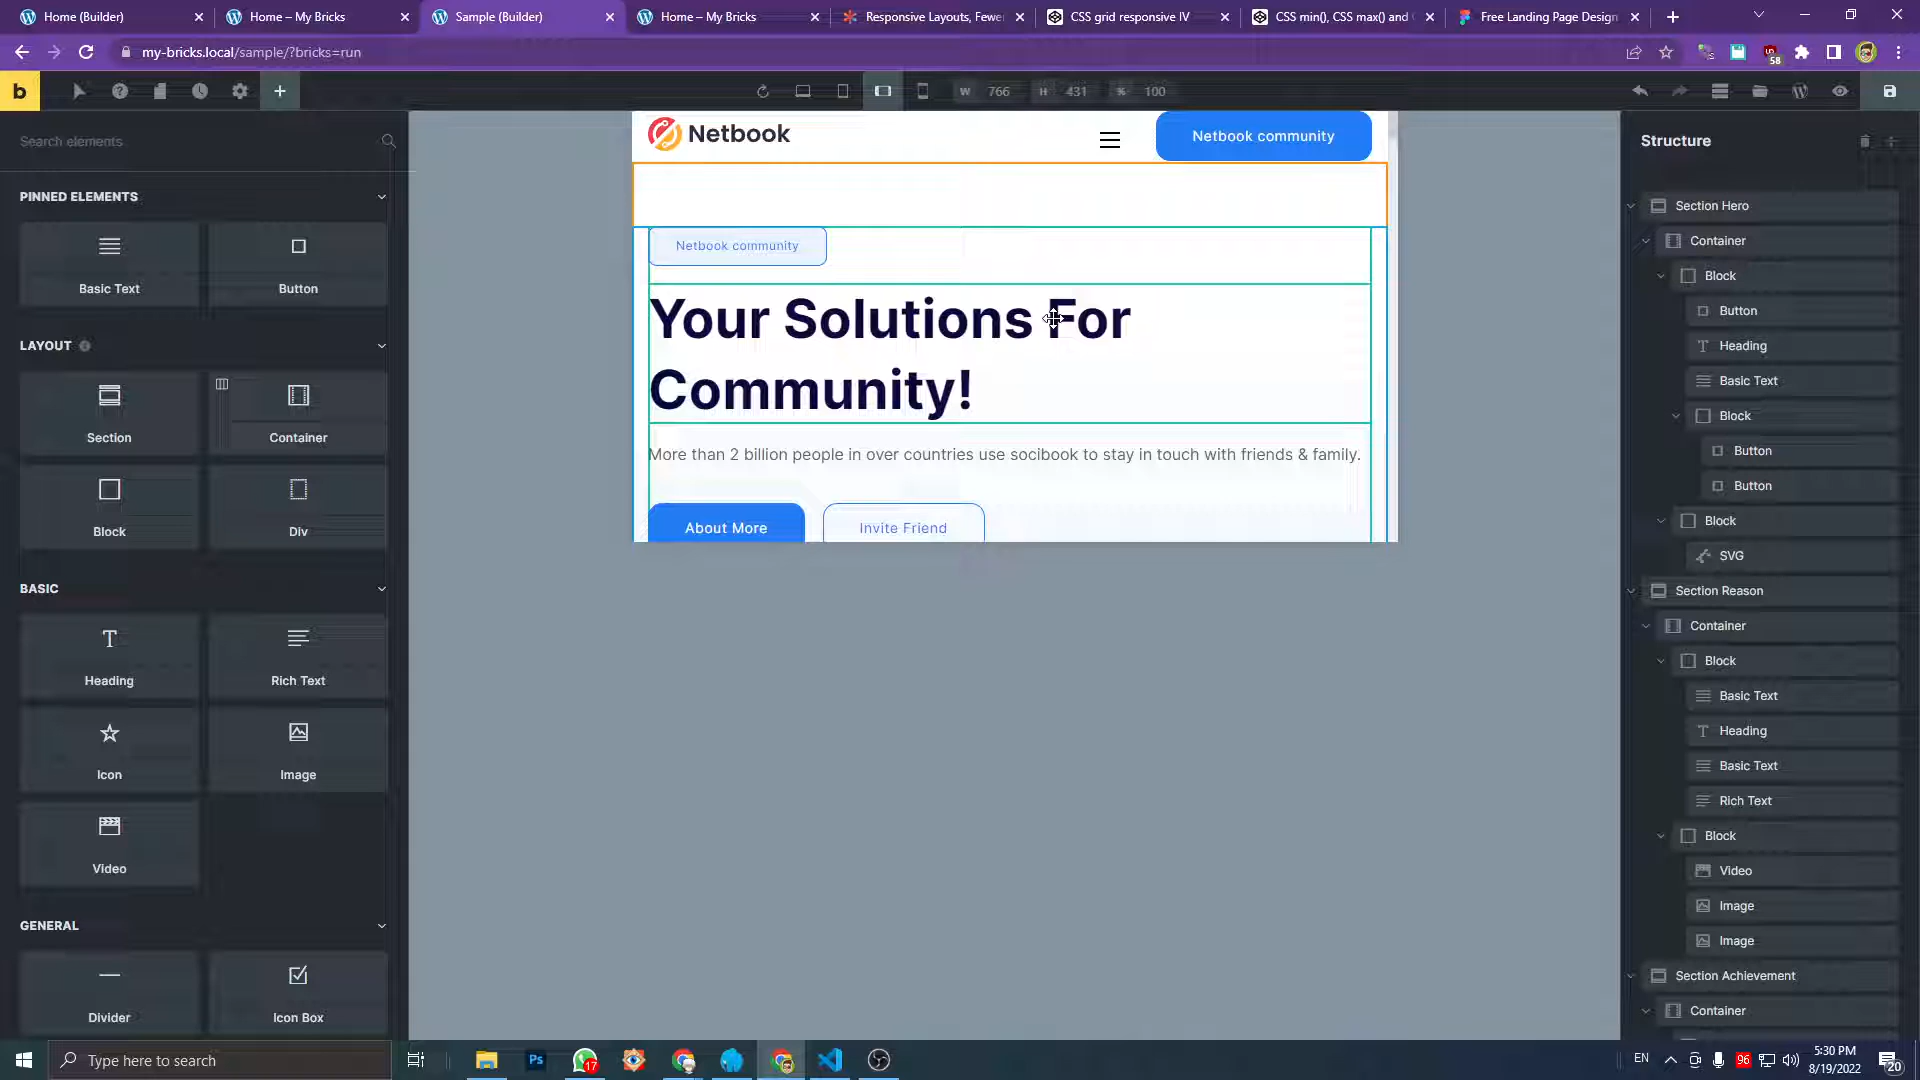 Home (Builder)
Home – My Bricks
Sample (Builder)
Home – My Bricks
Responsive Layouts, Fewe
CSS grid responsive IV
CSS min(), CSS max() and
Free Landing Page Design
my-bricks.local/sample/?bricks=run
58
b
W 766 H 431 % 100
Search elements
PINNED ELEMENTS
Basic Text
Button
LAYOUT
Section
Container
Block
Div
BASIC
Heading
Rich Text
Icon
Image
Video
GENERAL
Divider
Icon Box
Netbook
Netbook community
Netbook community
Your Solutions For
Community!
More than 2 billion people in over countries use socibook to stay in touch with friends & family.
About More
Invite Friend
Structure
Section Hero
Container
Block
Button
Heading
Basic Text
Block
Button
Button
Block
SVG
Section Reason
Container
Block
Basic Text
Heading
Basic Text
Rich Text
Block
Video
Image
Image
Section Achievement
Container
Type here to search
Ps
17
EN
96
5:30 PM
8/19/2022
20